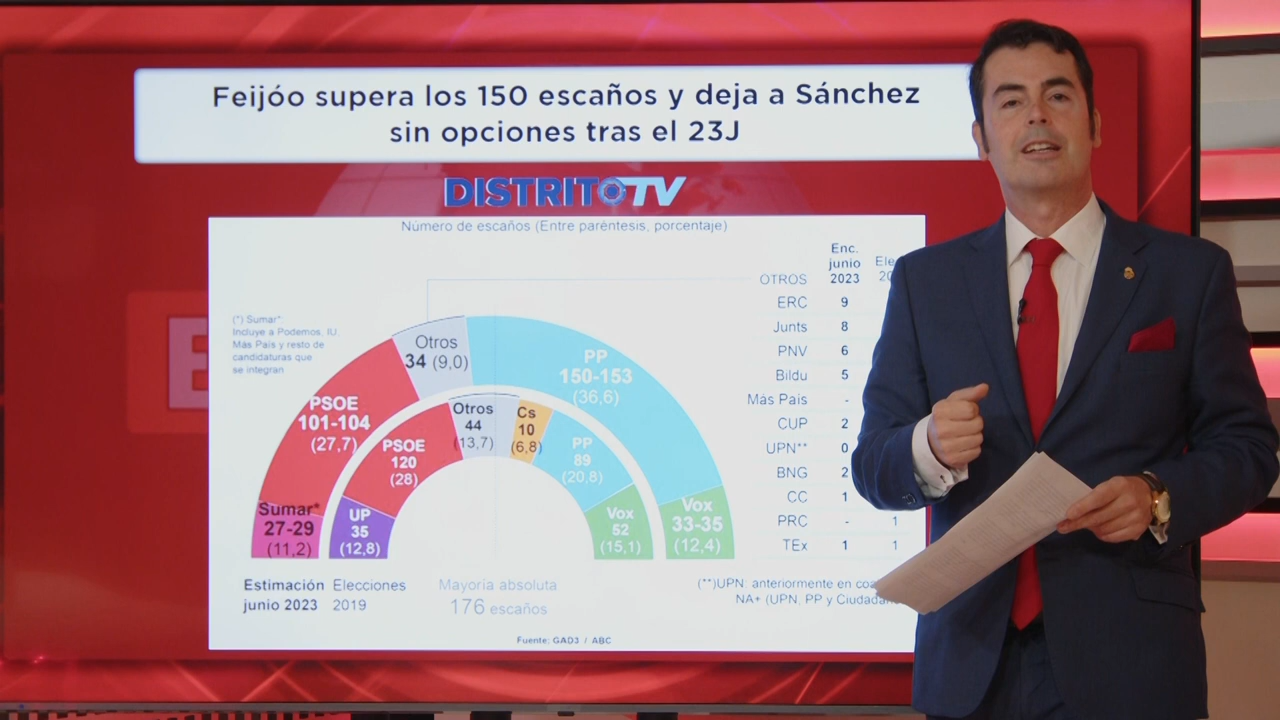 Feijóo supera los 150 escaños y deja a Sánchez
sin opciones tras el 23J
DISTRITOTV
Número de escaños (Entre paréntesis, porcentaje)
Enc.
junio
2023
OTROS
ERC 9
Junts 8
PNV 6
Bildu 5
Más País -
CUP 2
UPN** 0
BNG 2
CC 1
PRC - 1
TEx 1 1
(*) Sumar*:
Incluye a Podemos, IU.
Más País y resto de
candidaturas que
se integran
Otros
34 (9,0)
PP
150-153
(36,6)
PSOE
101-104
(27,7)
Sumar*
27-29
(11,2)
Vox
33-35
(12,4)
Otros
44
(13,7)
Cs
10
(6,8)
PSOE
120
(28)
PP
89
(20,8)
UP
35
(12,8)
Vox
52
(15,1)
Estimación
junio 2023
Elecciones
2019
Mayoría absoluta
176 escaños
(**)UPN: anteriormente en
NA+ (UPN, PP y
Fuente: GAD3 / ABC